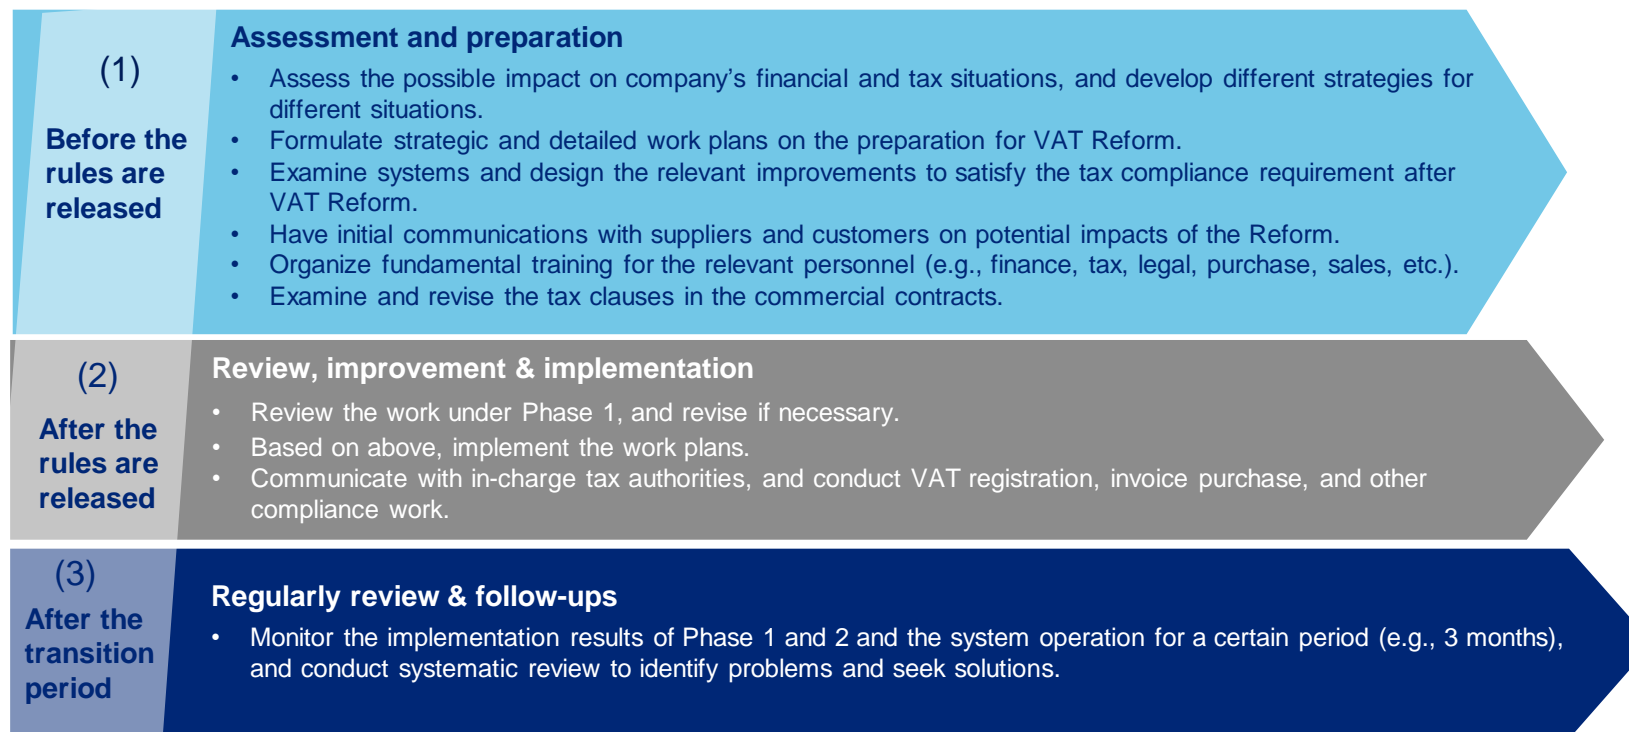 (1)
Before the
rules are
released
Assessment and preparation
• Assess the possible impact on company's financial and tax situations, and develop different strategies for
different situations.
• Formulate strategic and detailed work plans on the preparation for VAT Reform.
• Examine systems and design the relevant improvements to satisfy the tax compliance requirement after
VAT Reform.
• Have initial communications with suppliers and customers on potential impacts of the Reform.
• Organize fundamental training for the relevant personnel (e.g., finance, tax, legal, purchase, sales, etc.).
• Examine and revise the tax clauses in the commercial contracts.
(2)
After the
rules are
released
Review, improvement & implementation
• Review the work under Phase 1, and revise if necessary.
• Based on above, implement the work plans.
• Communicate with in-charge tax authorities, and conduct VAT registration, invoice purchase, and other
compliance work.
(3)
After the
transition
period
Regularly review & follow-ups
• Monitor the implementation results of Phase 1 and 2 and the system operation for a certain period (e.g., 3 months),
and conduct systematic review to identify problems and seek solutions.